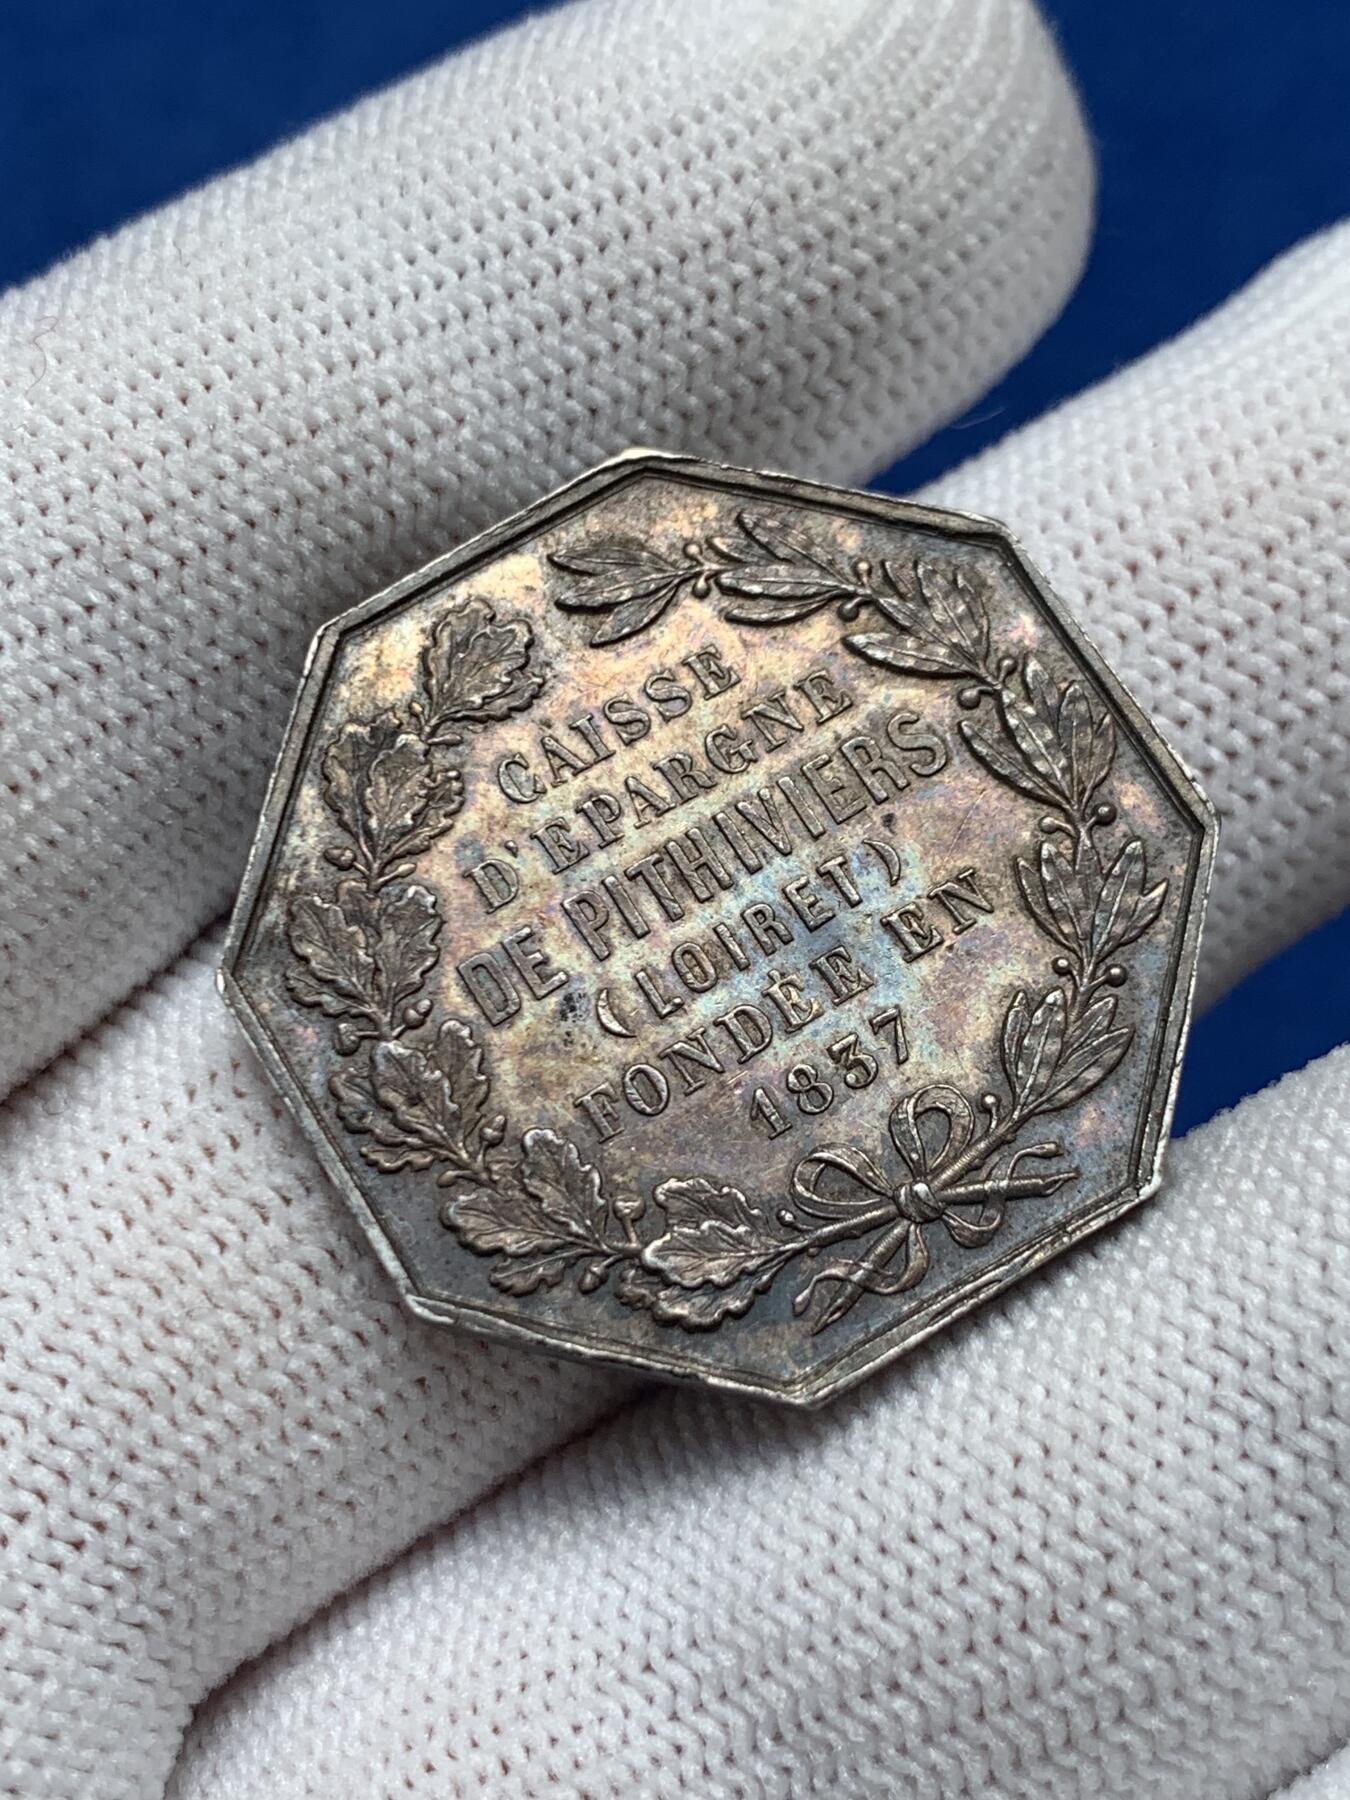 CAISSE
D'EPARGNE
DE PITHIVIERS
(LOIRET)
FONDÉE EN
1837